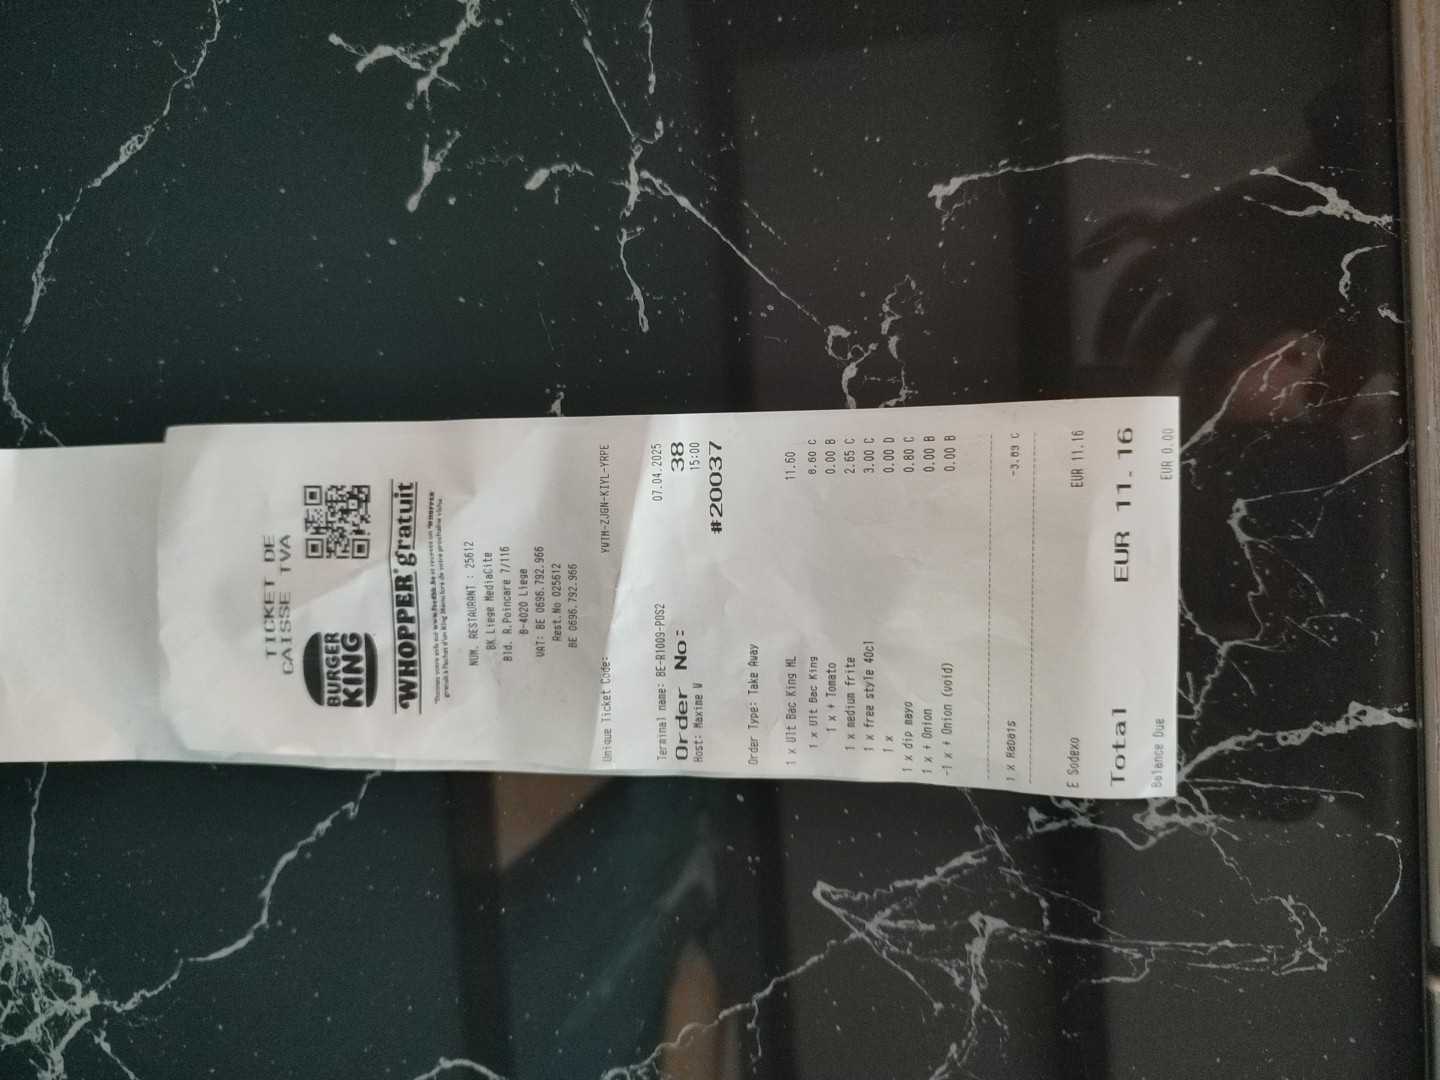 TICKET DE
CAISSE TVA
BURGER
KING
WHOPPER® gratuit
NUM. RESTAURANT : 25612
BK Liege MediaCite
Bld. R.Poincare 7/116
B-4020 Liege
VAT: BE 0696.792.966
Rest.No 025612
BE 0696.792.966
Unique Ticket Code: YUTM-ZJGN-KIYL-YRPE
Terminal name: BE-R1009-POS2 07.04.2025
Order No: 38
Host: Maxime W 15:00
#20037
Order Type: Take Away
1 x Ult Bac King ML 11.60
1 x Ult Bac King 8.60 C
1 x + Tomato 0.00 B
1 x medium frite 2.65 C
1 x free style 40cl 3.00 C
1 x 0.00 D
1 x dip mayo 0.80 C
1 x + Onion 0.00 B
-1 x + Onion (void) 0.00 B
1 x Rabais -3.89 C
E Sodexo EUR 11.16
Total EUR 11.16
Balance Due EUR 0.00